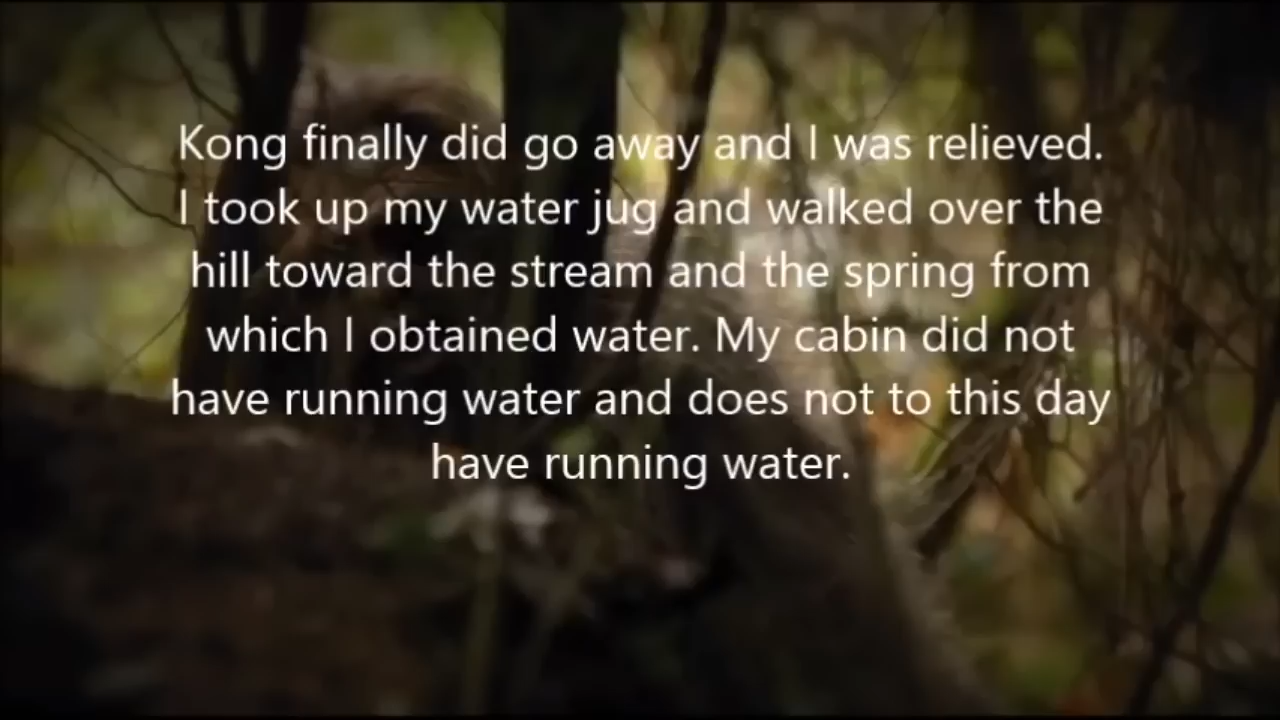 Kong finally did go away and I was relieved.
I took up my water jug and walked over the
hill toward the stream and the spring from
which I obtained water. My cabin did not
have running water and does not to this day
have running water.